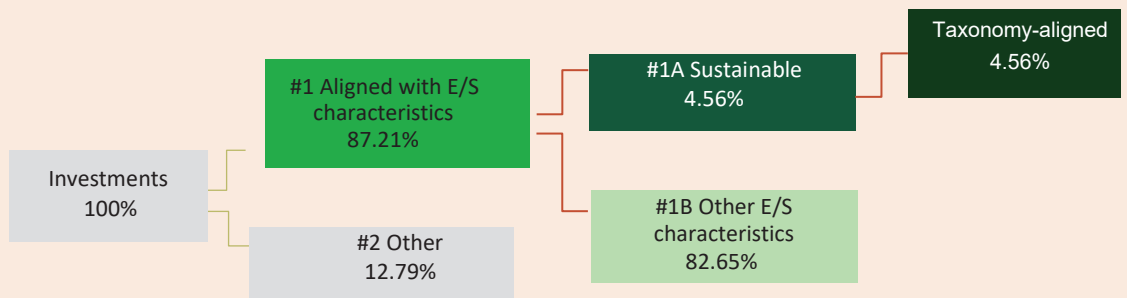 Investments
100%
#1 Aligned with E/S
characteristics
87.21%
#2 Other
12.79%
#1A Sustainable
4.56%
#1B Other E/S
characteristics
82.65%
Taxonomy-aligned
4.56%